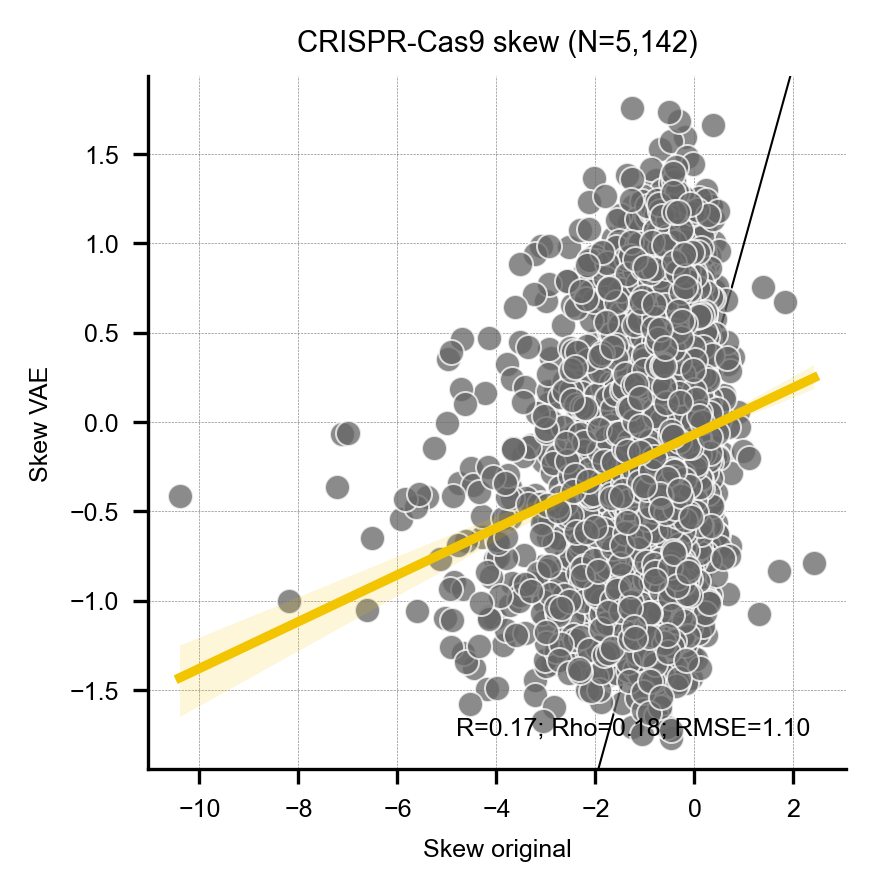 CRISPR-Cas9 skew (N=5,142)
1.5
1.0
0.5
0.0
−0.5
−1.0
−1.5
Skew VAE
R=0.17; Rho=0.18; RMSE=1.10
−10 −8 −6 −4 −2 0 2
Skew original